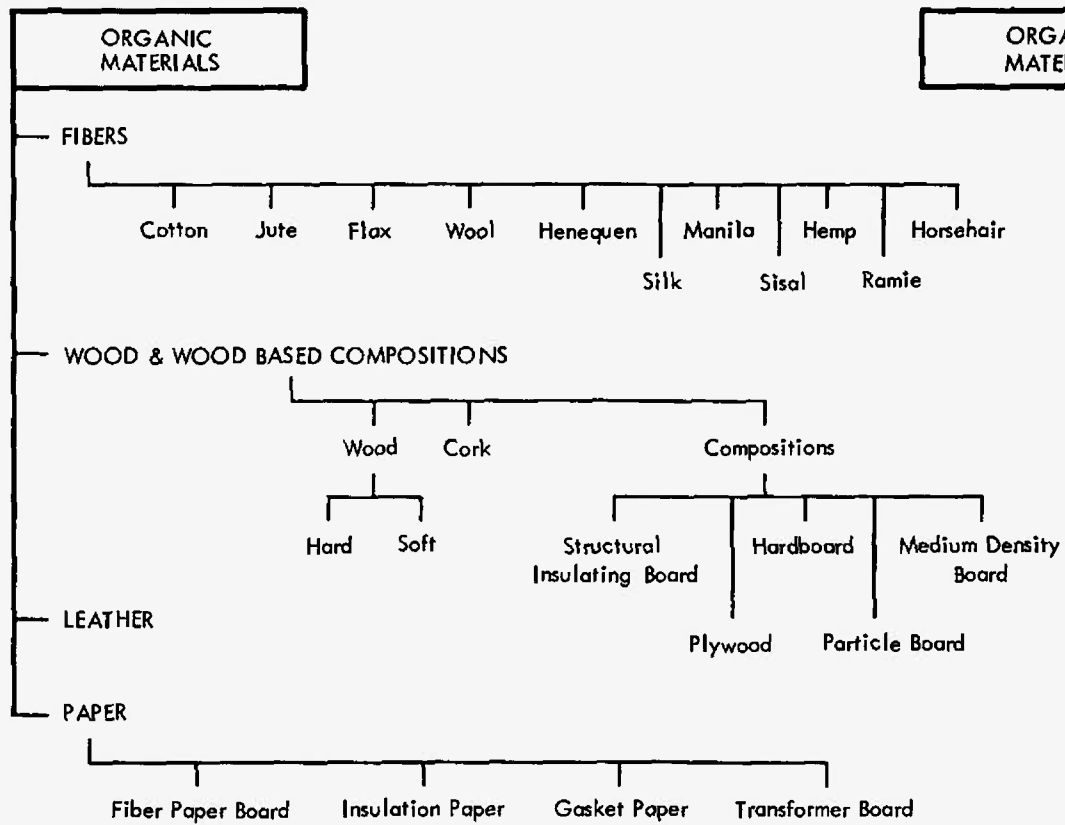 ORGANIC
MATERIALS
ORGA
MATE
FIBERS
Cotton Jute Flax Wool Henequen Manila Hemp Horsehair
Silk Sisal Ramie
WOOD & WOOD BASED COMPOSITIONS
Wood Cork Compositions
Hard Soft Structural Hardboard Medium Density
Insulating Board Board
LEATHER
Plywood Particle Board
PAPER
Fiber Paper Board Insulation Paper Gasket Paper Transformer Board